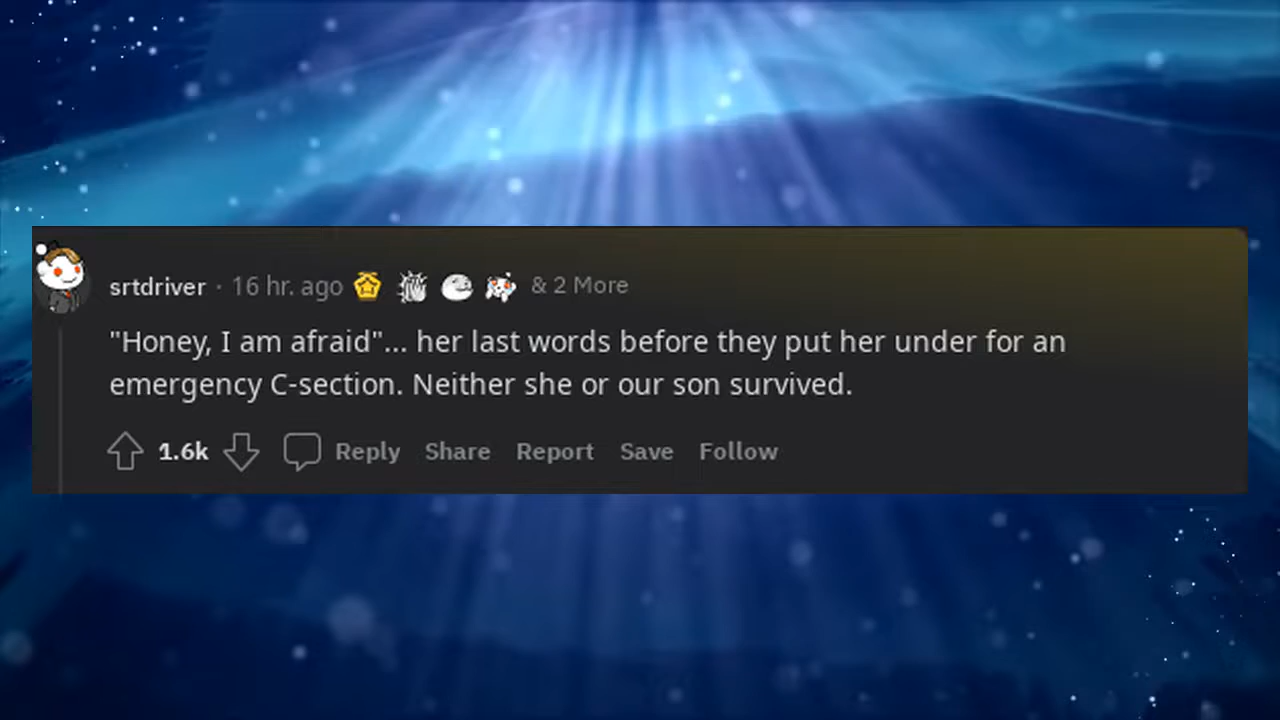 srtdriver · 16 hr. ago & 2 More
"Honey, I am afraid"... her last words before they put her under for an
emergency C-section. Neither she or our son survived.
1.6k Reply Share Report Save Follow